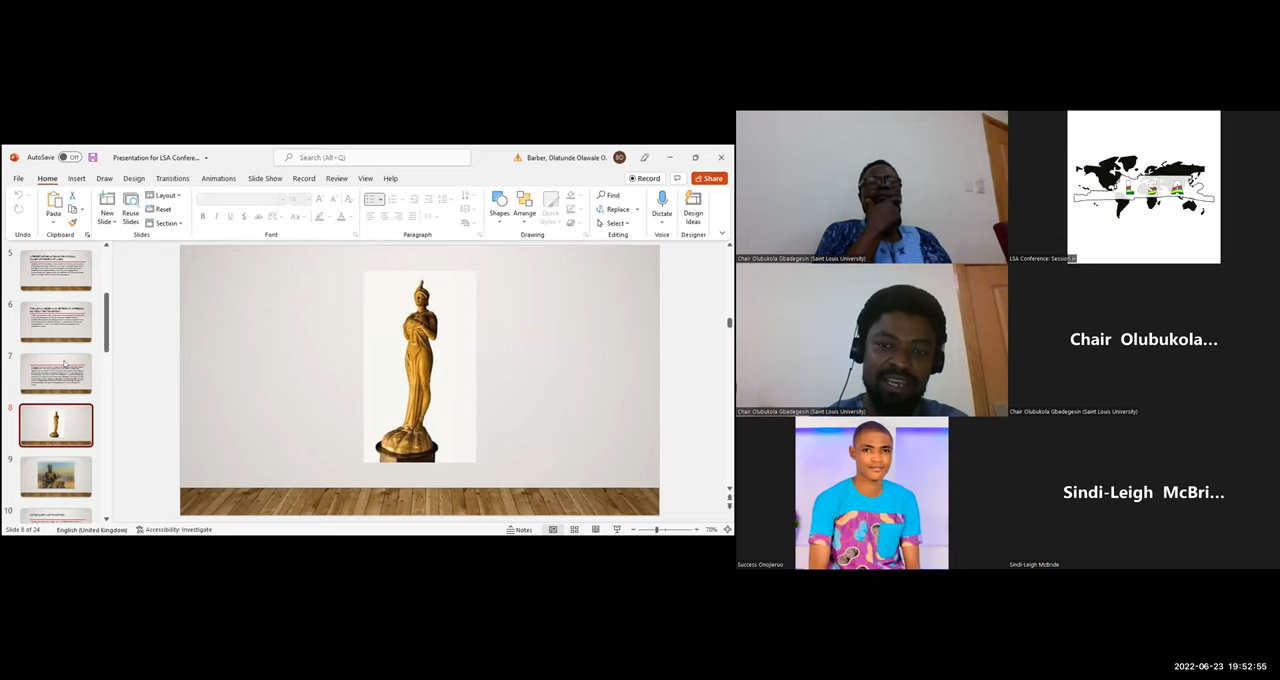 AutoSave Off Presentation for LSA Confere... Search (Alt+Q) Barber, Olatunde Olawale O. BO
File Home Insert Draw Design Transitions Animations Slide Show Record Review View Help Record Share
Paste New Slide Reuse Slides Layout Reset Section
B I U S ab Aa A
Shapes Arrange Quick Styles Find Replace Select Dictate Design Ideas
Undo Clipboard Slides Font Paragraph Drawing Editing Voice Designer
5
6
7
8
9
10
Slide 8 of 24 English (United Kingdom) Accessibility: Investigate Notes 70%
Chair Olubukola Gbadegesin (Saint Louis University)
LSA
LSA Conference: Session
Chair Olubukola...
Chair Olubukola Gbadegesin (Saint Louis University)
Chair Olubukola Gbadegesin (Saint Louis University)
Sindi-Leigh McBri...
Success Onojieruo
Sindi-Leigh McBride
2022-06-23 19:52:55